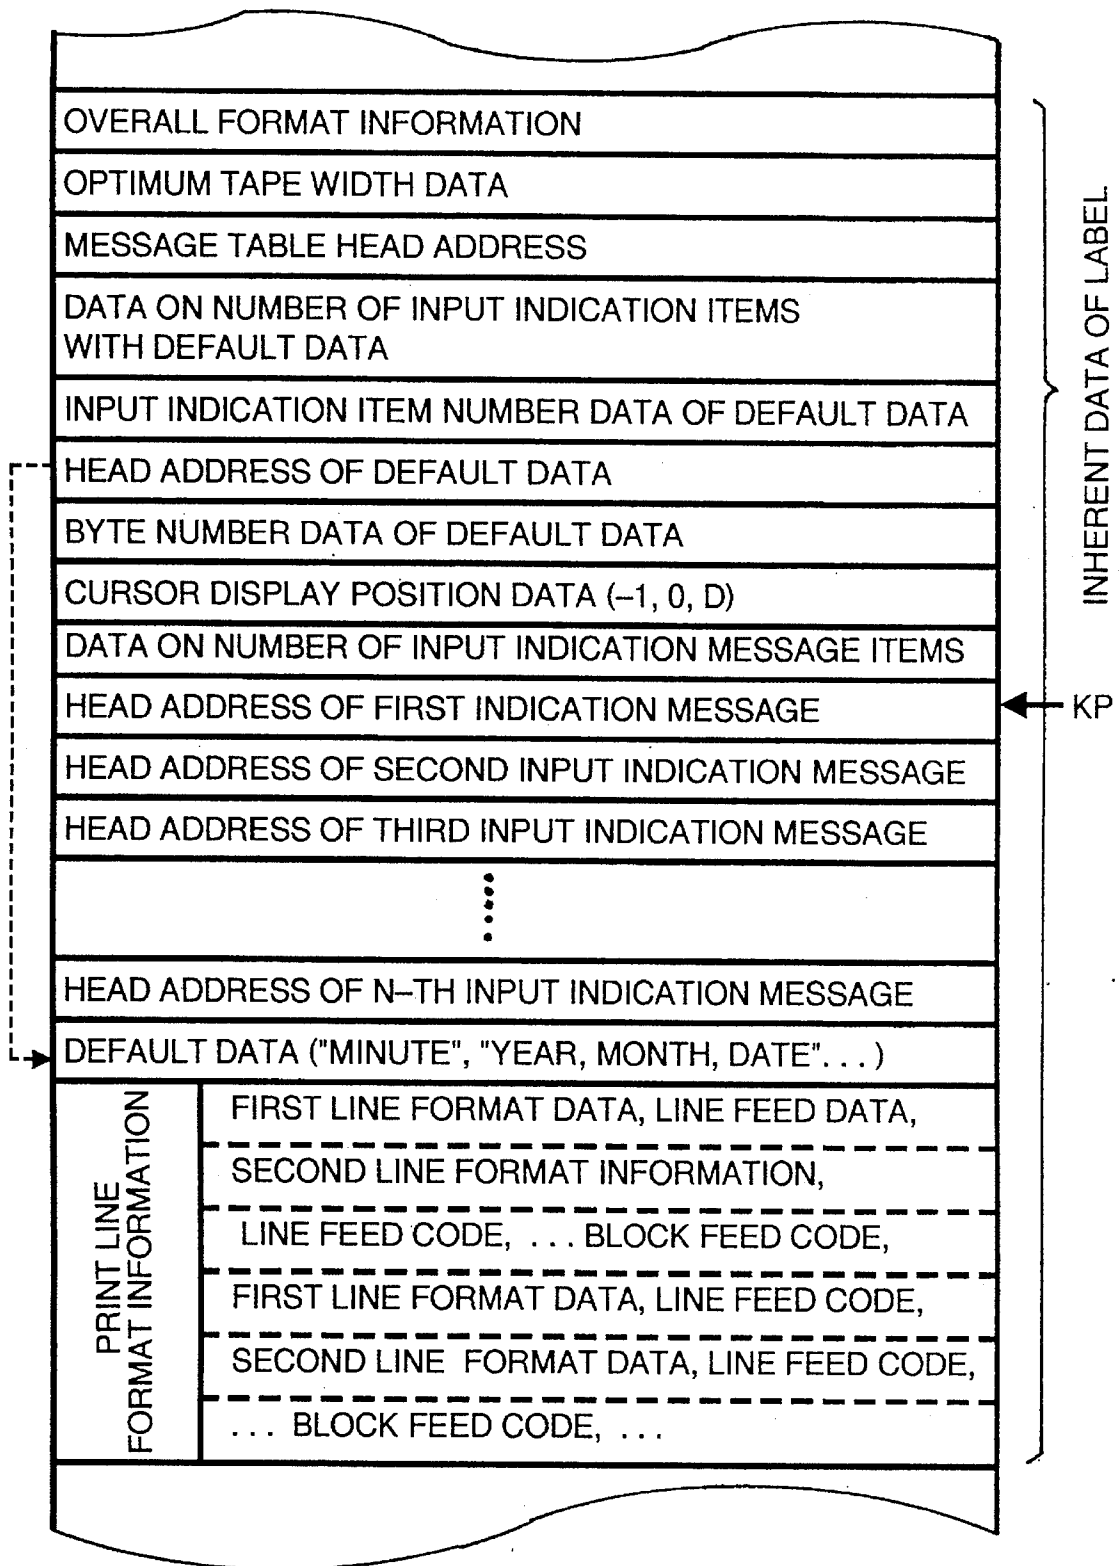 OVERALL FORMAT INFORMATION
OPTIMUM TAPE WIDTH DATA
MESSAGE TABLE HEAD ADDRESS
DATA ON NUMBER OF INPUT INDICATION ITEMS
WITH DEFAULT DATA
INPUT INDICATION ITEM NUMBER DATA OF DEFAULT DATA
HEAD ADDRESS OF DEFAULT DATA
BYTE NUMBER DATA OF DEFAULT DATA
CURSOR DISPLAY POSITION DATA (–1, 0, D)
DATA ON NUMBER OF INPUT INDICATION MESSAGE ITEMS
HEAD ADDRESS OF FIRST INDICATION MESSAGE
KP
HEAD ADDRESS OF SECOND INPUT INDICATION MESSAGE
HEAD ADDRESS OF THIRD INPUT INDICATION MESSAGE
HEAD ADDRESS OF N–TH INPUT INDICATION MESSAGE
DEFAULT DATA ("MINUTE", "YEAR, MONTH, DATE"...)
PRINT LINE
FORMAT INFORMATION
FIRST LINE FORMAT DATA, LINE FEED DATA,
SECOND LINE FORMAT INFORMATION,
LINE FEED CODE, ... BLOCK FEED CODE,
FIRST LINE FORMAT DATA, LINE FEED CODE,
SECOND LINE FORMAT DATA, LINE FEED CODE,
... BLOCK FEED CODE, ...
INHERENT DATA OF LABEL